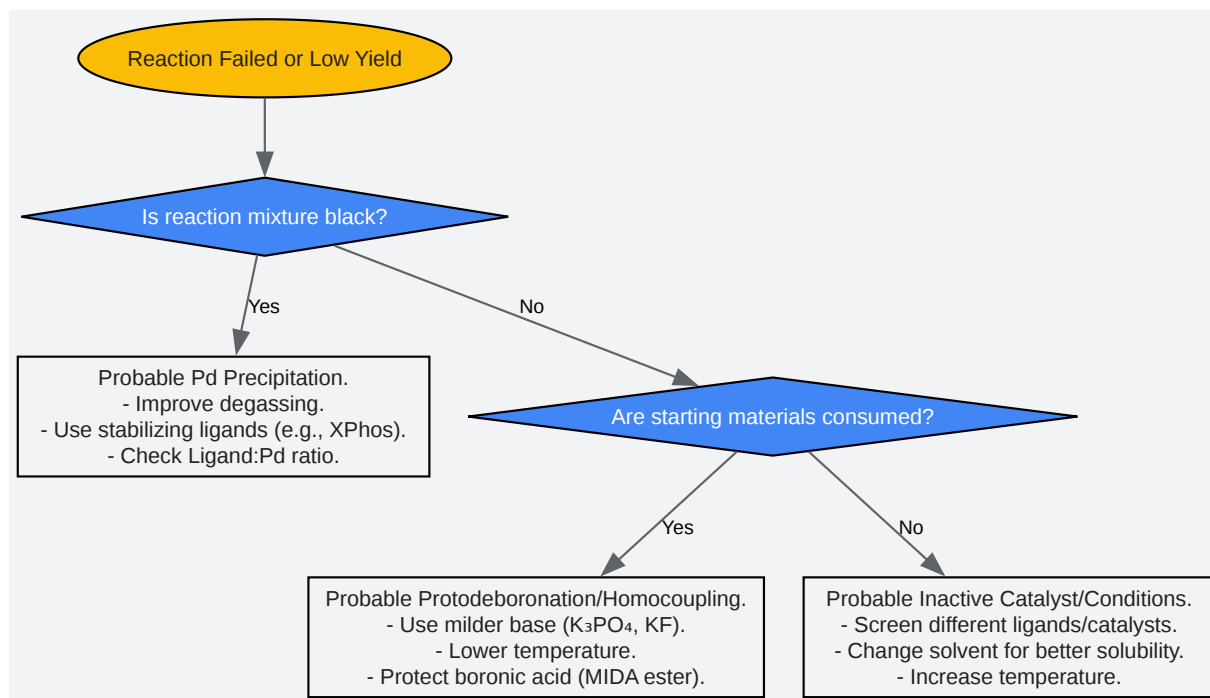 Reaction Failed or Low Yield
Is reaction mixture black?
Yes
No
Probable Pd Precipitation.
- Improve degassing.
- Use stabilizing ligands (e.g., XPhos).
- Check Ligand:Pd ratio.
Are starting materials consumed?
Yes
No
Probable Protodeboronation/Homocoupling.
- Use milder base (K₃PO₄, KF).
- Lower temperature.
- Protect boronic acid (MIDA ester).
Probable Inactive Catalyst/Conditions.
- Screen different ligands/catalysts.
- Change solvent for better solubility.
- Increase temperature.